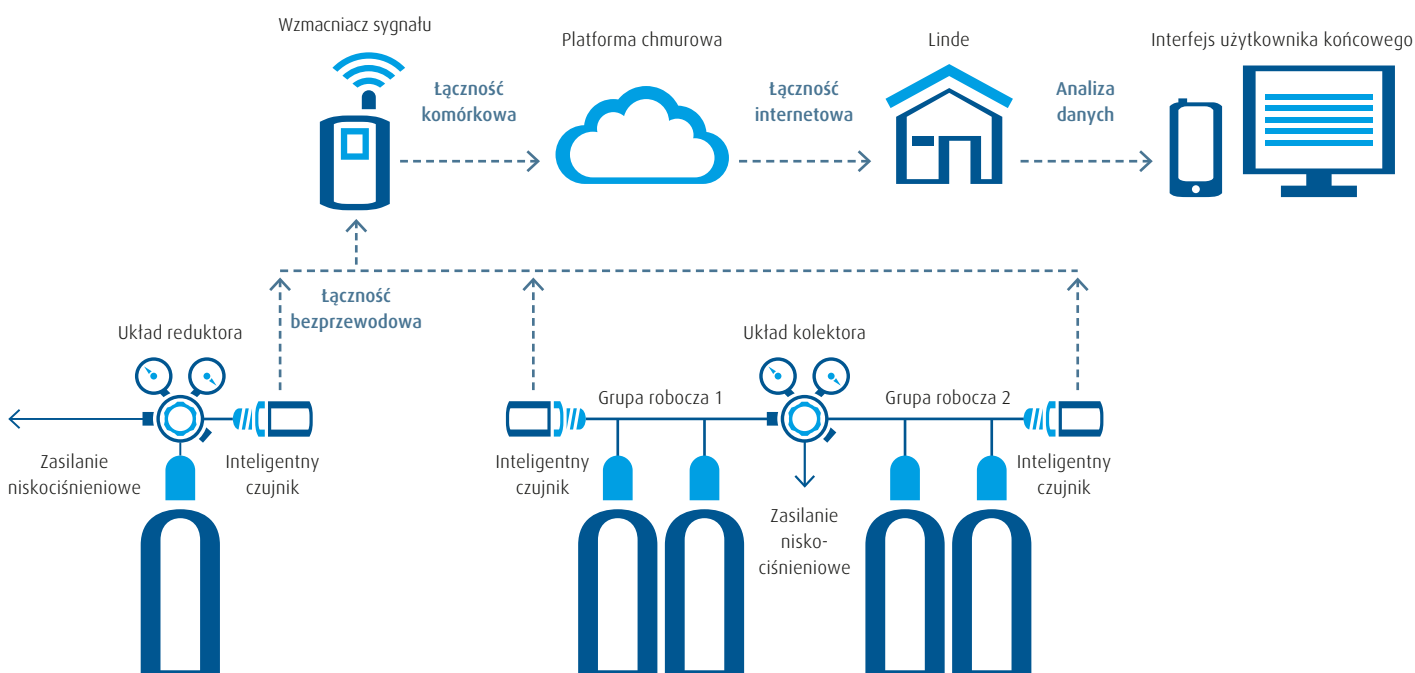 Wzmacniacz sygnału
Platforma chmurowa
Linde
Interfejs użytkownika końcowego
Łączność
komórkowa
Łączność
internetowa
Analiza
danych
Łączność
bezprzewodowa
Układ reduktora
Układ kolektora
Grupa robocza 1
Grupa robocza 2
Zasilanie
niskociśnieniowe
Inteligentny
czujnik
Inteligentny
czujnik
Zasilanie
nisko-
ciśnieniowe
Inteligentny
czujnik